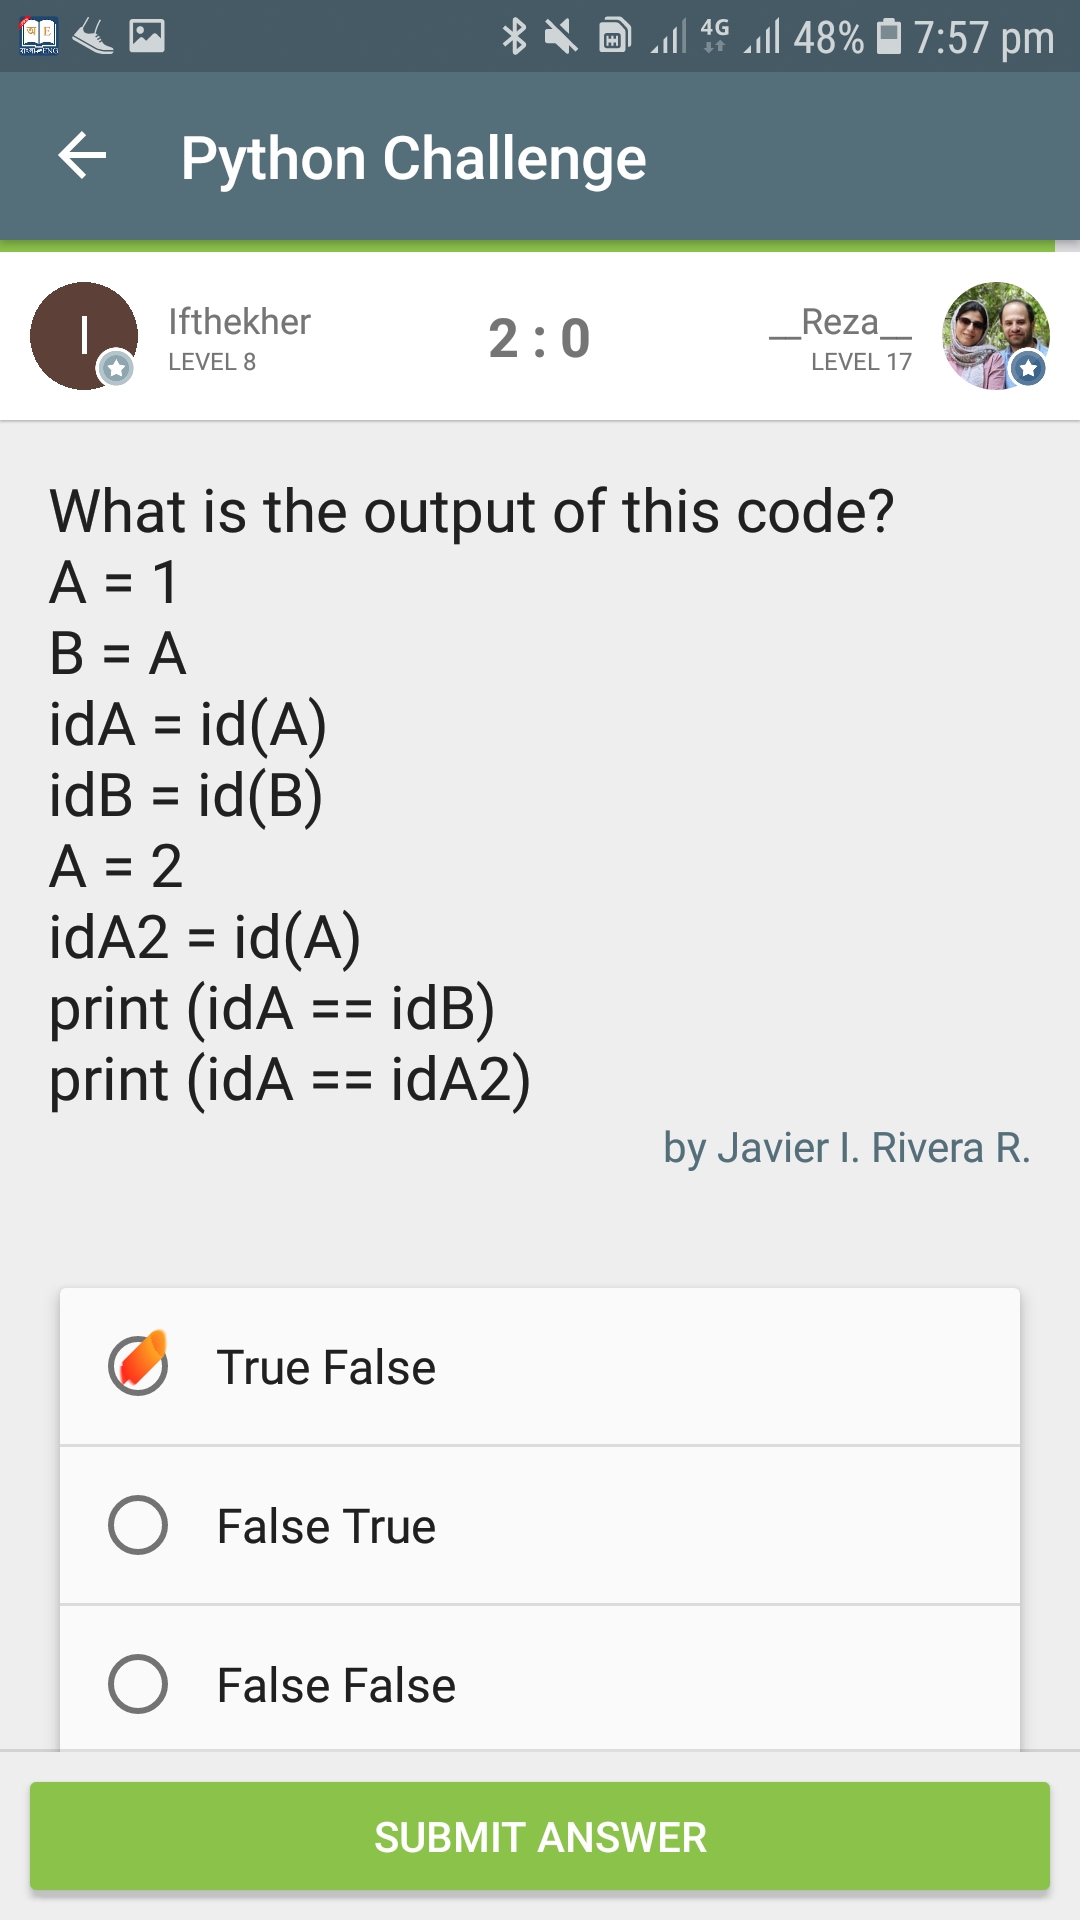 4G 48% 7:57 pm
Python Challenge
I
Ifthekher
LEVEL 8
2 : 0
__Reza__
LEVEL 17
What is the output of this code?
A = 1
B = A
idA = id(A)
idB = id(B)
A = 2
idA2 = id(A)
print (idA == idB)
print (idA == idA2)
by Javier I. Rivera R.
True False
False True
False False
SUBMIT ANSWER